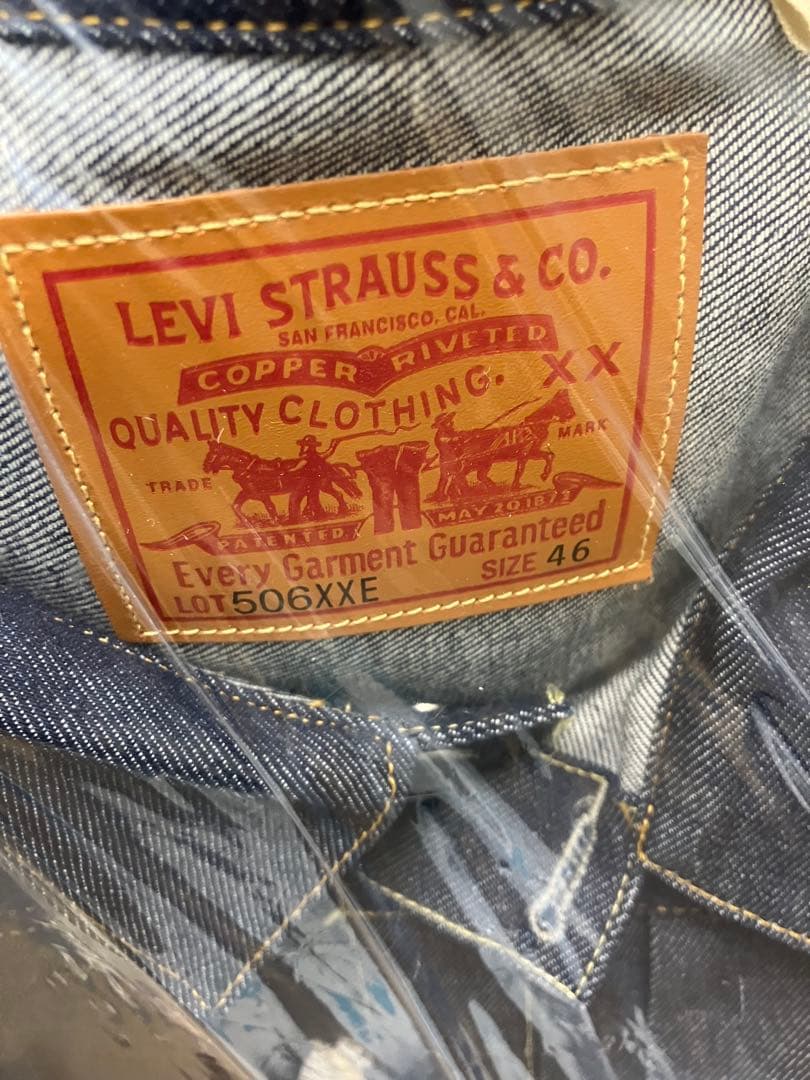 LEVI STRAUSS & CO.
SAN FRANCISCO, CAL.
COPPER RIVETED
QUALITY CLOTHING. XX
TRADE MARK
PATENTED MAY 20 1873
Every Garment Guaranteed
LOT 506XXE SIZE 46